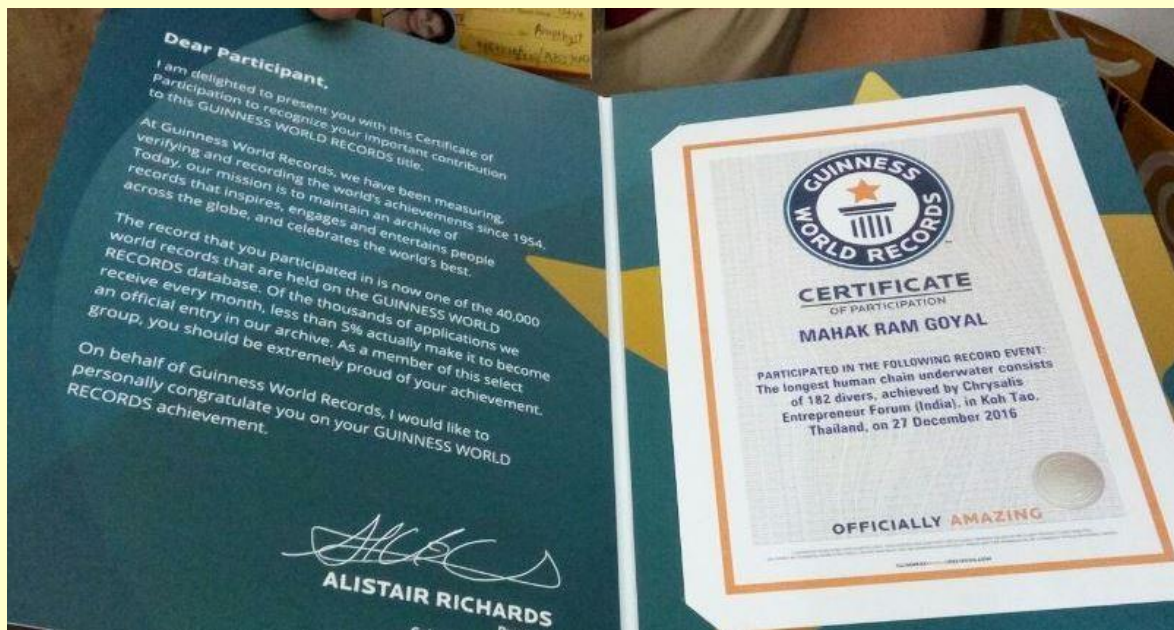 Amethyst
Dear Participant,
I am delighted to present you with this Certificate of
Participation to recognize your important contribution
to this GUINNESS WORLD RECORDS title.
At Guinness World Records, we have been measuring,
verifying and recording the world's achievements since 1954.
Today, our mission is to maintain an archive of
records that inspires, engages and entertains people
across the globe, and celebrates the world's best.
The record that you participated in is now one of the 40,000
world records that are held on the GUINNESS WORLD
RECORDS database. Of the thousands of applications we
receive every month, less than 5% actually make it to become
an official entry in our archive. As a member of this select
group, you should be extremely proud of your achievement.
On behalf of Guinness World Records, I would like to
personally congratulate you on your GUINNESS WORLD
RECORDS achievement.
ALISTAIR RICHARDS
GUINNESS
WORLD RECORDS
CERTIFICATE
OF PARTICIPATION
MAHAK RAM GOYAL
PARTICIPATED IN THE FOLLOWING RECORD EVENT:
The longest human chain underwater consists
of 182 divers, achieved by Chrysalis
Entrepreneur Forum (India), in Koh Tao,
Thailand, on 27 December 2016
OFFICIALLY AMAZING